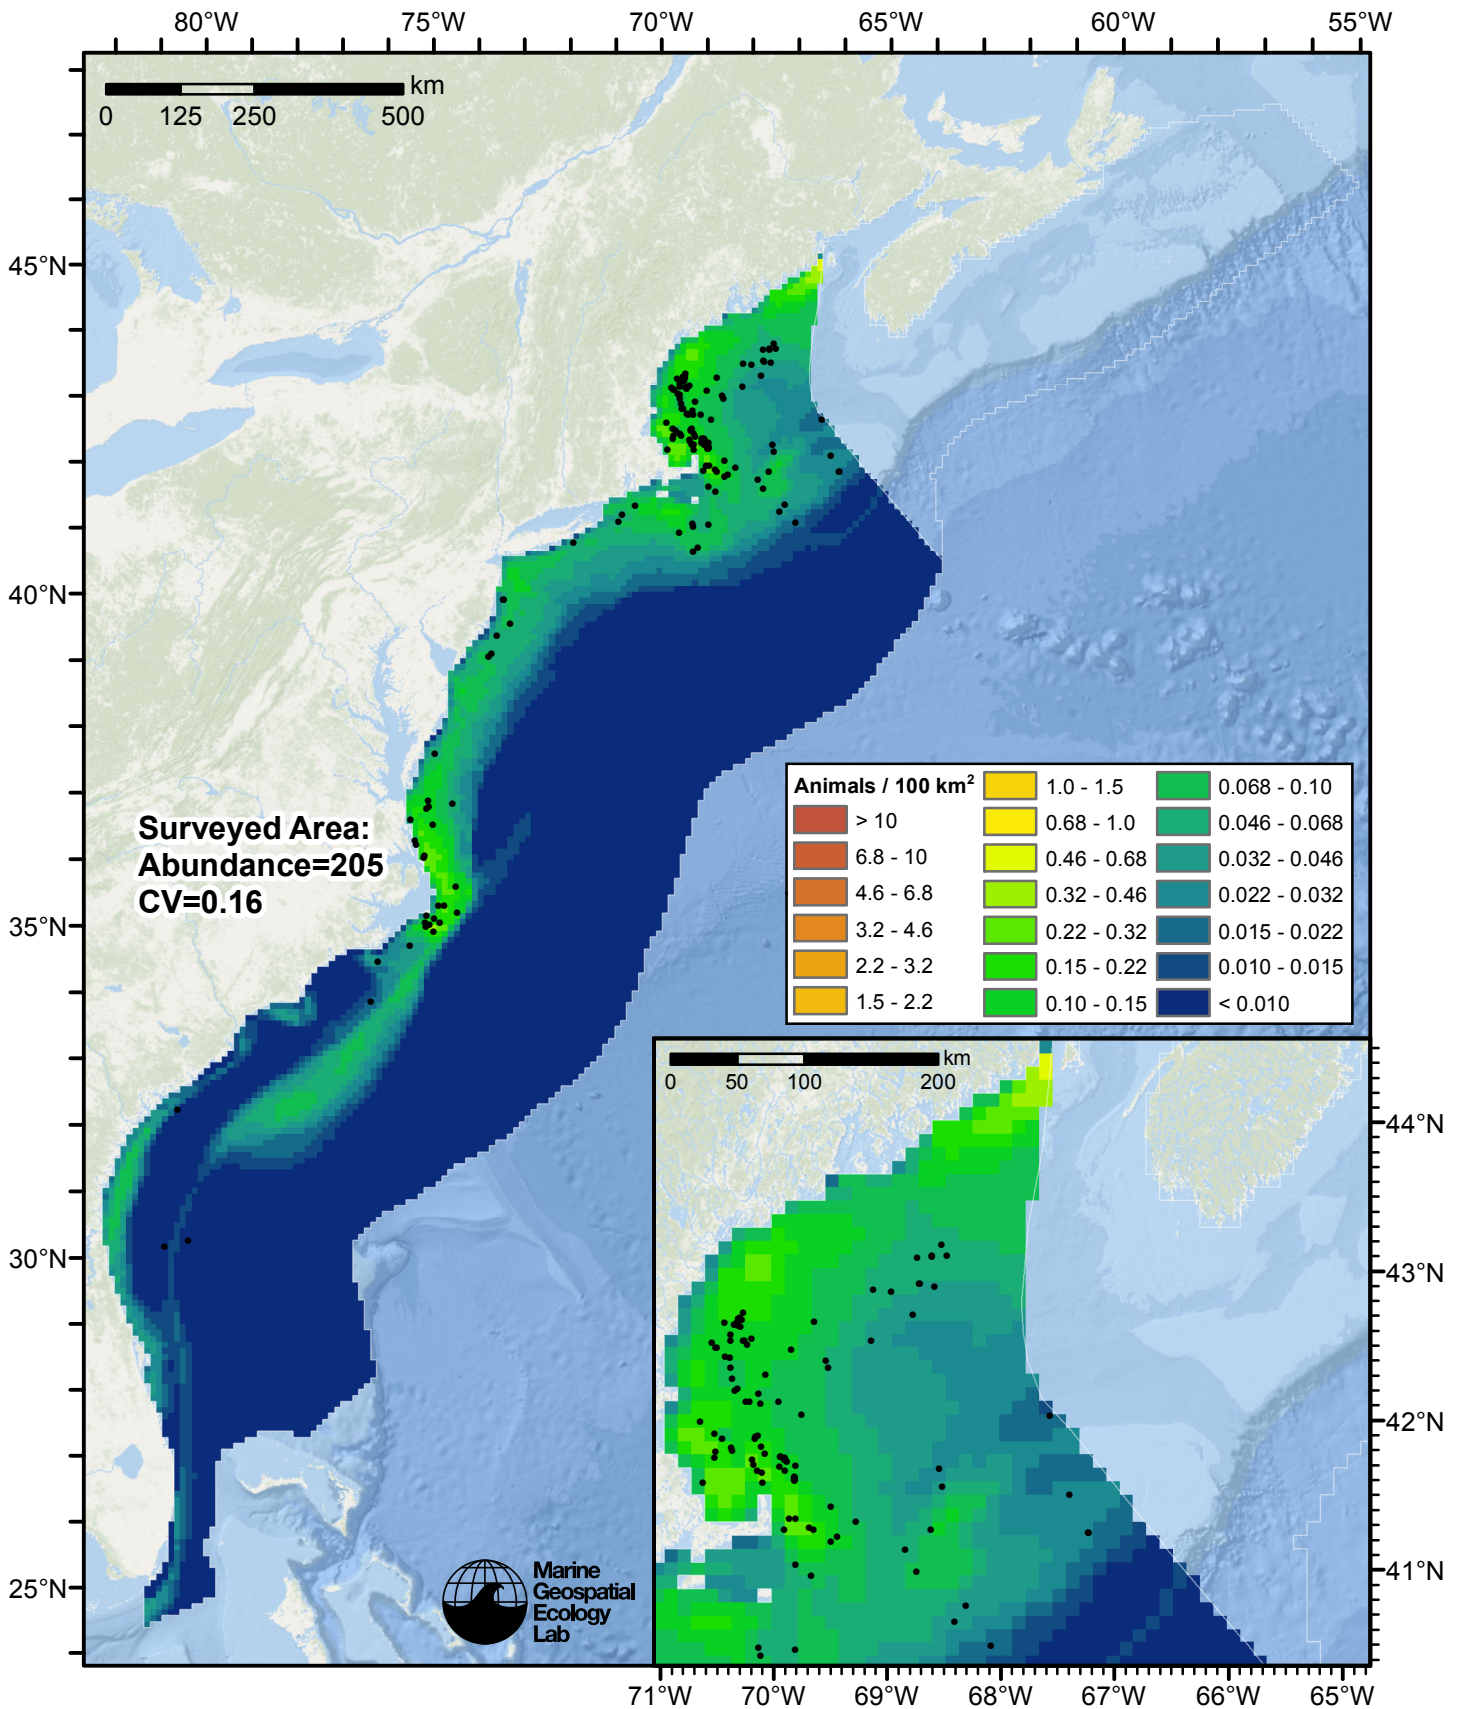 80°W 75°W 70°W 65°W 60°W 55°W
km
0 125 250 500
45°N
40°N
35°N
30°N
25°N
Surveyed Area:
Abundance=205
CV=0.16
Animals / 100 km²
> 10
6.8 - 10
4.6 - 6.8
3.2 - 4.6
2.2 - 3.2
1.5 - 2.2
1.0 - 1.5
0.68 - 1.0
0.46 - 0.68
0.32 - 0.46
0.22 - 0.32
0.15 - 0.22
0.10 - 0.15
0.068 - 0.10
0.046 - 0.068
0.032 - 0.046
0.022 - 0.032
0.015 - 0.022
0.010 - 0.015
< 0.010
km
0 50 100 200
44°N
43°N
42°N
41°N
Marine
Geospatial
Ecology
Lab
71°W 70°W 69°W 68°W 67°W 66°W 65°W